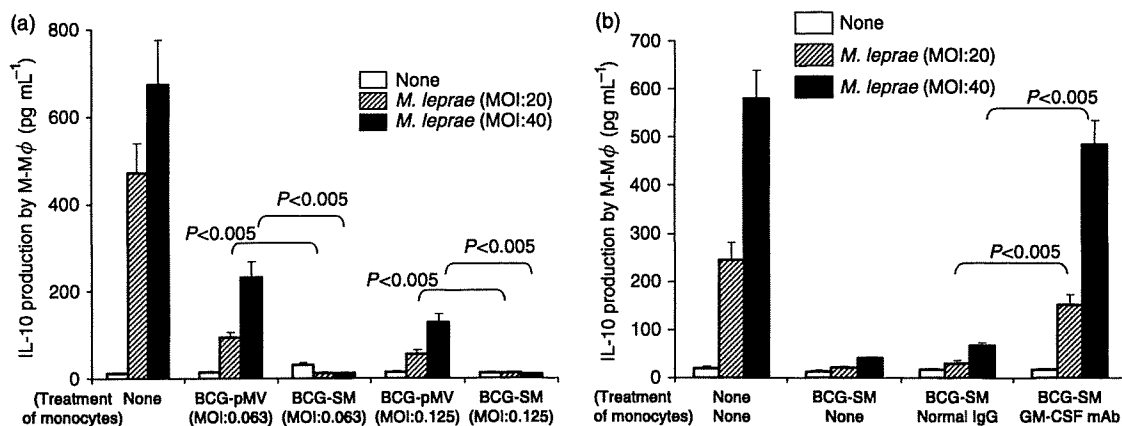 (a)
IL-10 production by M-Mϕ (pg mL⁻¹)
800
600
400
200
0
None
M. leprae (MOI:20)
M. leprae (MOI:40)
P<0.005
P<0.005
P<0.005
P<0.005
(Treatment of monocytes)
None
BCG-pMV (MOI:0.063)
BCG-SM (MOI:0.063)
BCG-pMV (MOI:0.125)
BCG-SM (MOI:0.125)
(b)
IL-10 production by M-Mϕ (pg mL⁻¹)
700
600
500
400
300
200
100
0
None
M. leprae (MOI:20)
M. leprae (MOI:40)
P<0.005
P<0.005
(Treatment of monocytes)
None
None
BCG-SM
None
BCG-SM
Normal IgG
BCG-SM
GM-CSF mAb